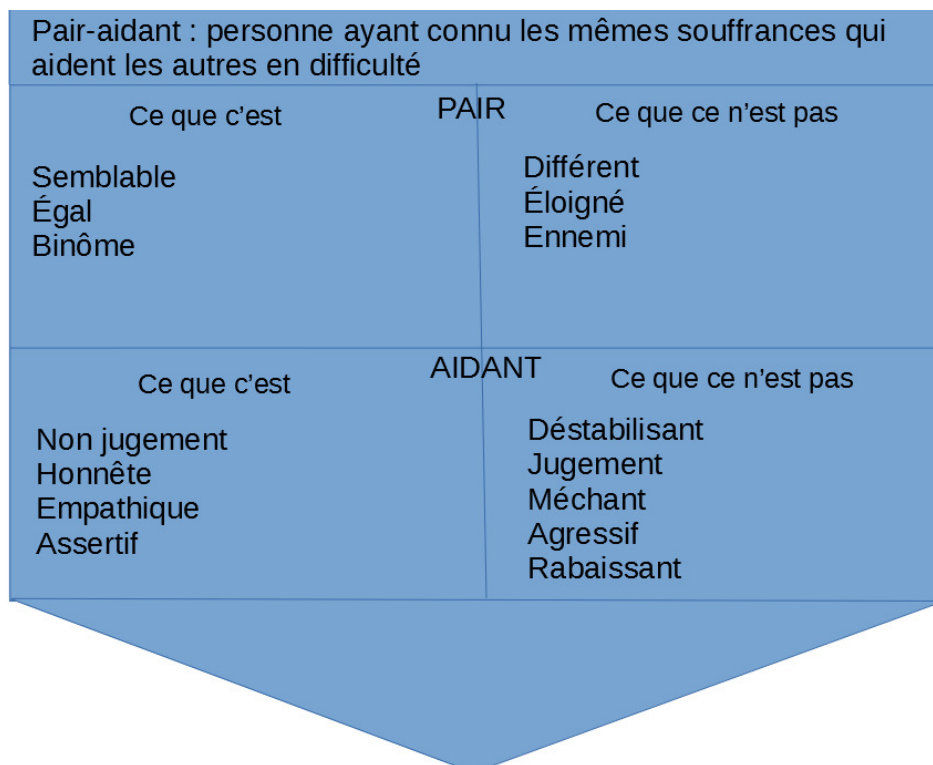 Pair-aidant : personne ayant connu les mêmes souffrances qui
aident les autres en difficulté
PAIR
Ce que c'est
Semblable
Égal
Binôme
Ce que ce n'est pas
Différent
Éloigné
Ennemi
AIDANT
Ce que c'est
Non jugement
Honnête
Empathique
Assertif
Ce que ce n'est pas
Déstabilisant
Jugement
Méchant
Agressif
Rabaissant